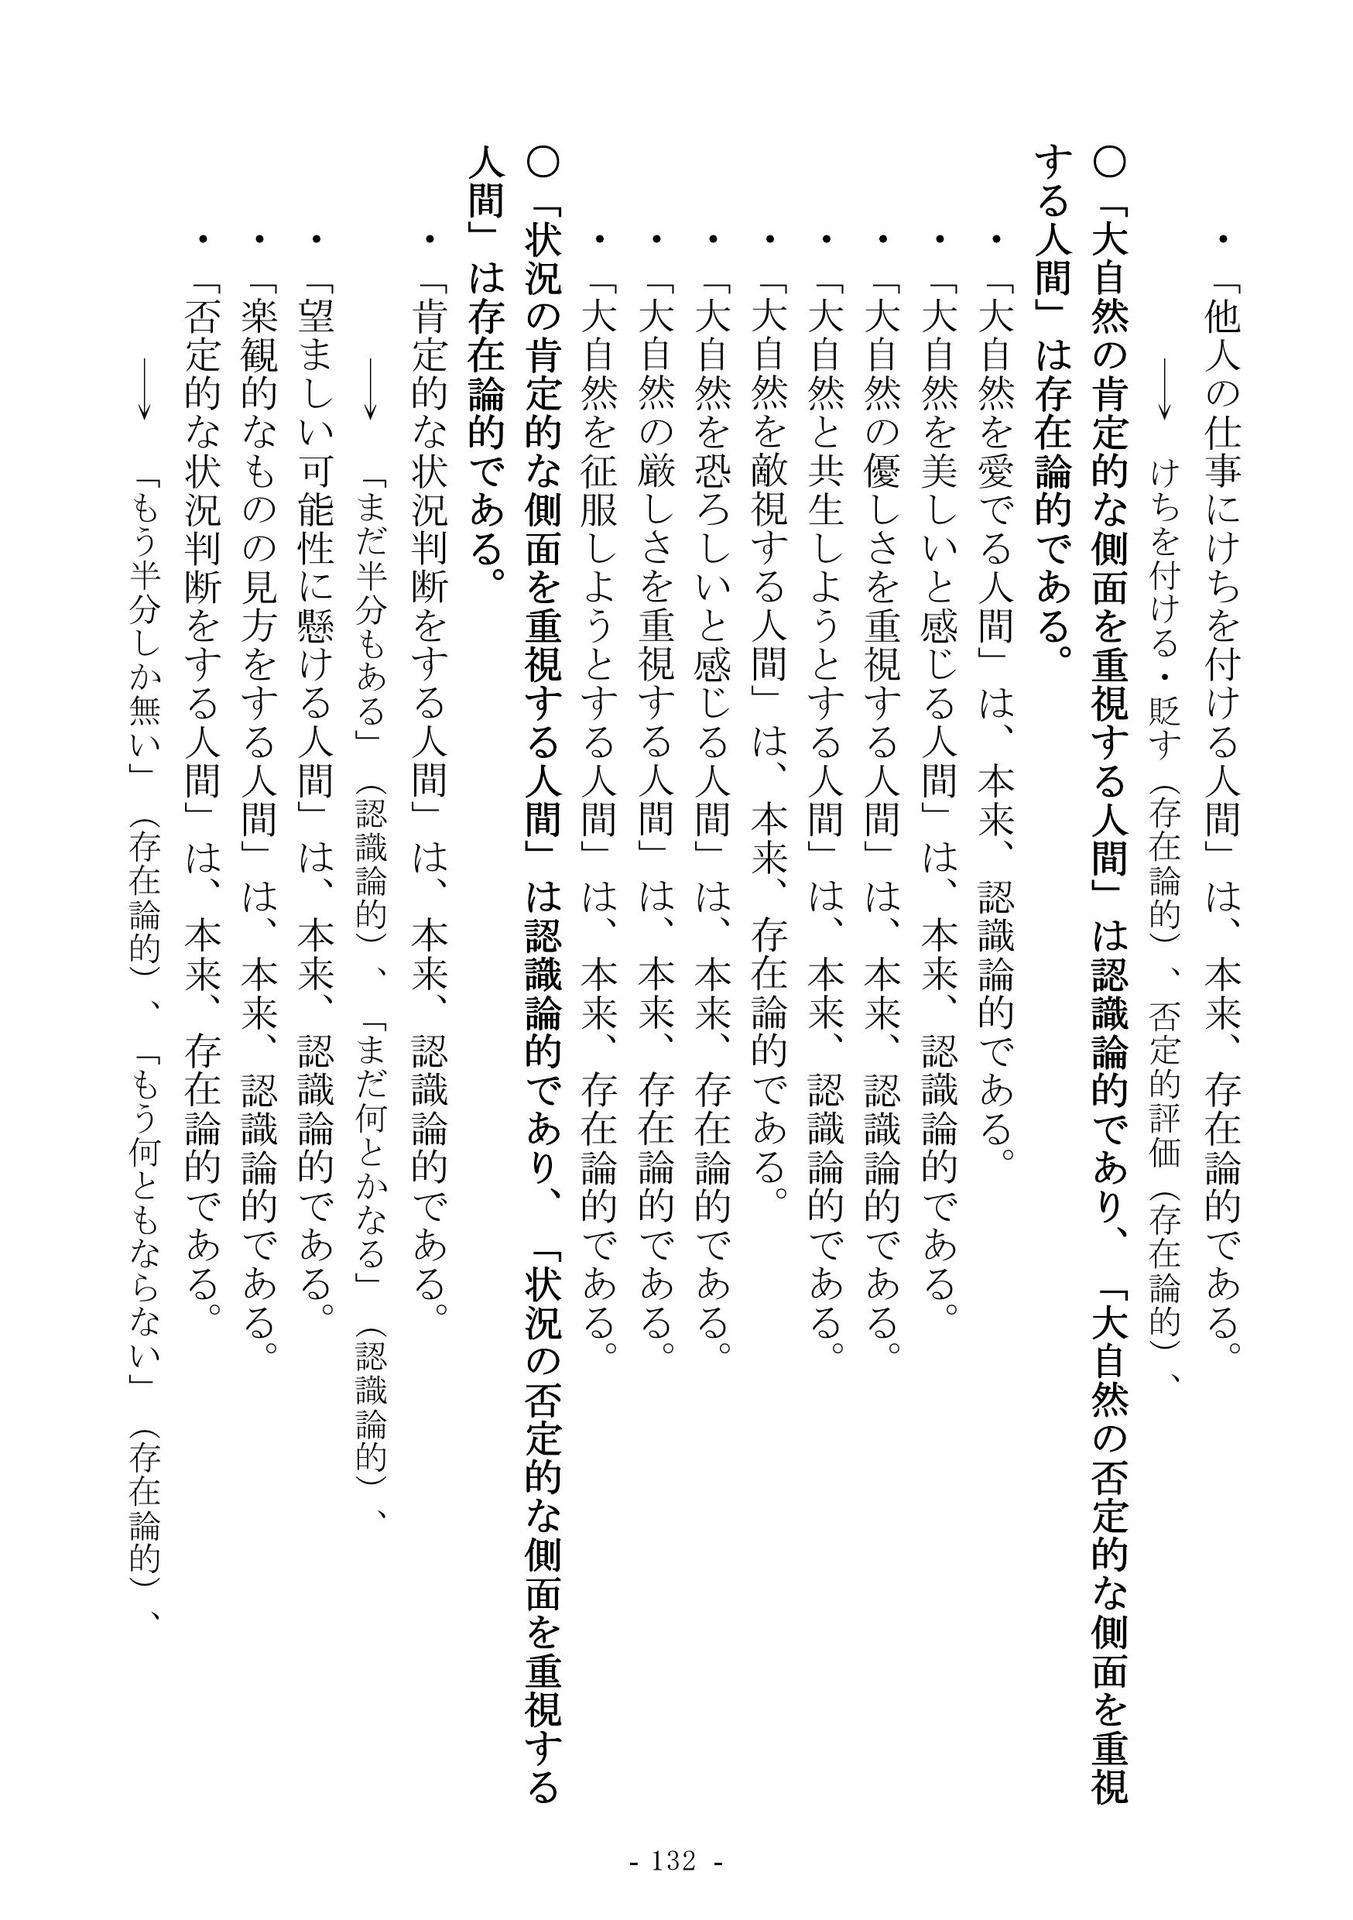 ・「他人の仕事にけちを付ける人間」は、本来、存在論的である。
↓ けちを付ける・貶す（存在論的）、否定的評価（存在論的）、
〇「大自然の肯定的な側面を重視する人間」は認識論的であり、「大自然の否定的な側面を重視
する人間」は存在論的である。
・「大自然を愛でる人間」は、本来、認識論的である。
・「大自然を美しいと感じる人間」は、本来、認識論的である。
・「大自然の優しさを重視する人間」は、本来、認識論的である。
・「大自然と共生しようとする人間」は、本来、認識論的である。
・「大自然を敵視する人間」は、本来、存在論的である。
・「大自然を恐ろしいと感じる人間」は、本来、存在論的である。
・「大自然の厳しさを重視する人間」は、本来、存在論的である。
・「大自然を征服しようとする人間」は、本来、存在論的である。
〇「状況の肯定的な側面を重視する人間」は認識論的であり、「状況の否定的な側面を重視する
人間」は存在論的である。
・「肯定的な状況判断をする人間」は、本来、認識論的である。
↓ 「まだ半分もある」（認識論的）、「まだ何とかなる」（認識論的）、
・「望ましい可能性に懸ける人間」は、本来、認識論的である。
・「楽観的なものの見方をする人間」は、本来、認識論的である。
・「否定的な状況判断をする人間」は、本来、存在論的である。
↓ 「もう半分しか無い」（存在論的）、「もう何ともならない」（存在論的）、
- 132 -